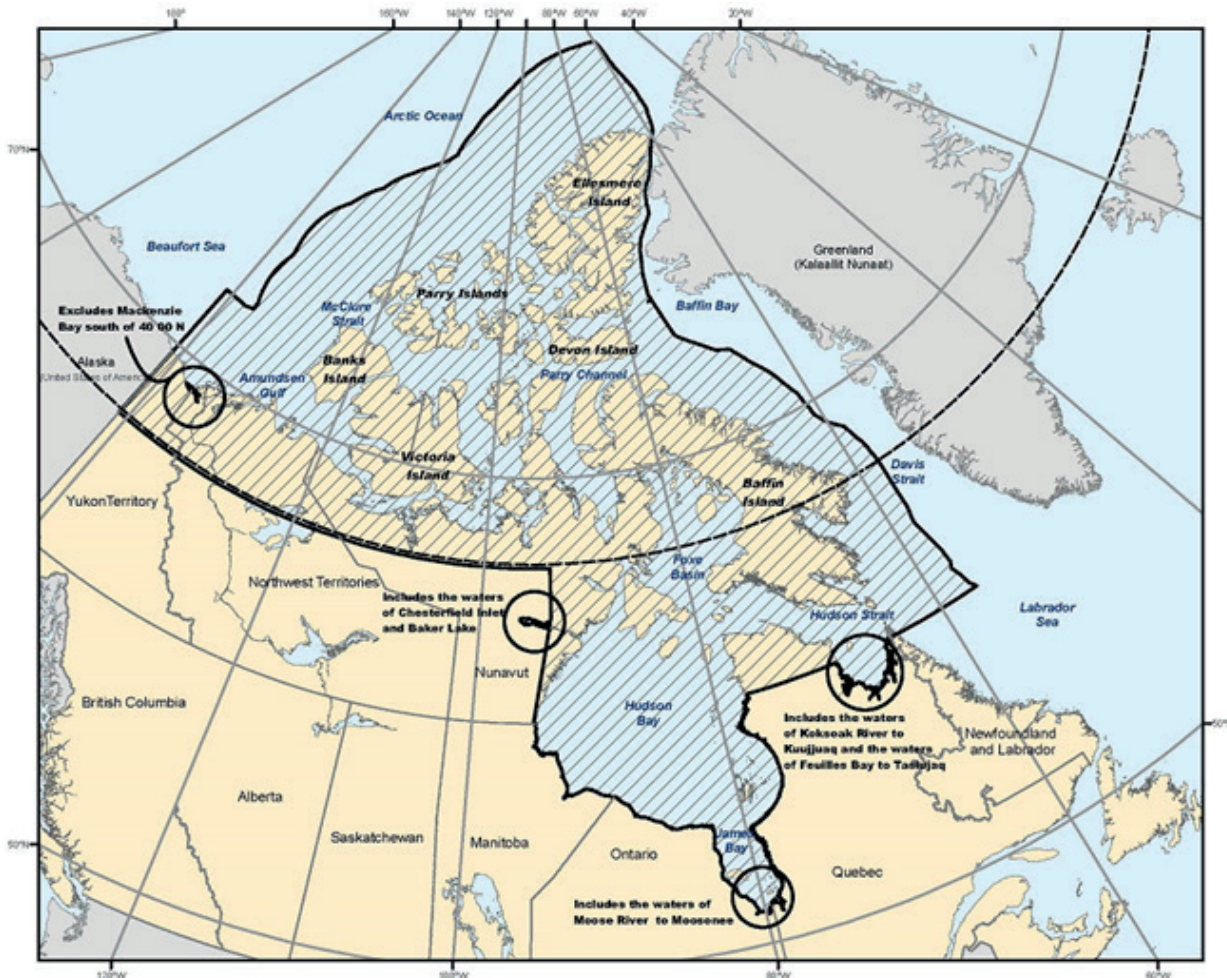 180°
160°W
140°W
120°W
80°W
60°W
40°W
20°W
Arctic Ocean
70°N
Ellesmere
Island
Beaufort Sea
Greenland
(Kalaallit Nunaat)
Parry Islands
McClure
Strait
Baffin Bay
Excludes Mackenzie
Bay south of 40 00 N
Devon Island
Parry Channel
Banks
Island
Alaska
(United States of America)
Amundsen
Gulf
Victoria
Island
Davis
Strait
Baffin
Island
Yukon Territory
Foxe
Basin
Northwest Territories
Includes the waters
of Chesterfield Inlet
and Baker Lake
Hudson Strait
Labrador
Sea
Nunavut
British Columbia
Hudson
Bay
Includes the waters
of Koksoak River to
Kuujjuaq and the waters
of Feuilles Bay to Tasiujaq
Newfoundland
and Labrador
Alberta
Saskatchewan
Manitoba
Ontario
James
Bay
Quebec
50°N
Includes the waters of
Moose River to Moosonee
120°W
100°W
80°W
60°W